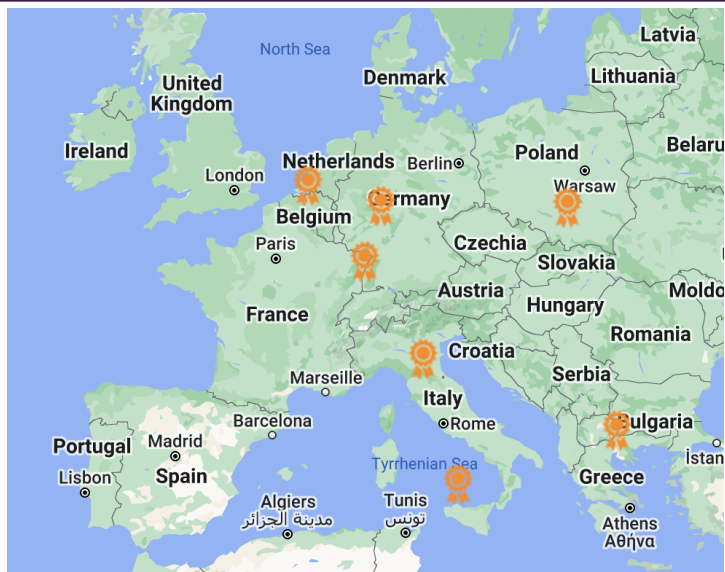 Latvia
North Sea
Denmark
Lithuania
United
Kingdom
Belaru
Ireland
Netherlands
Berlin
Poland
London
Warsaw
Germany
Belgium
Paris
Czechia
Slovakia
Austria
Moldo
Hungary
France
Romania
Croatia
Serbia
Marseille
Italy
Barcelona
Rome
Bulgaria
Portugal
Madrid
İstan
Tyrrhenian Sea
Lisbon
Spain
Greece
Algiers
مدينة الجزائر
Tunis
تونس
Athens
Αθήνα